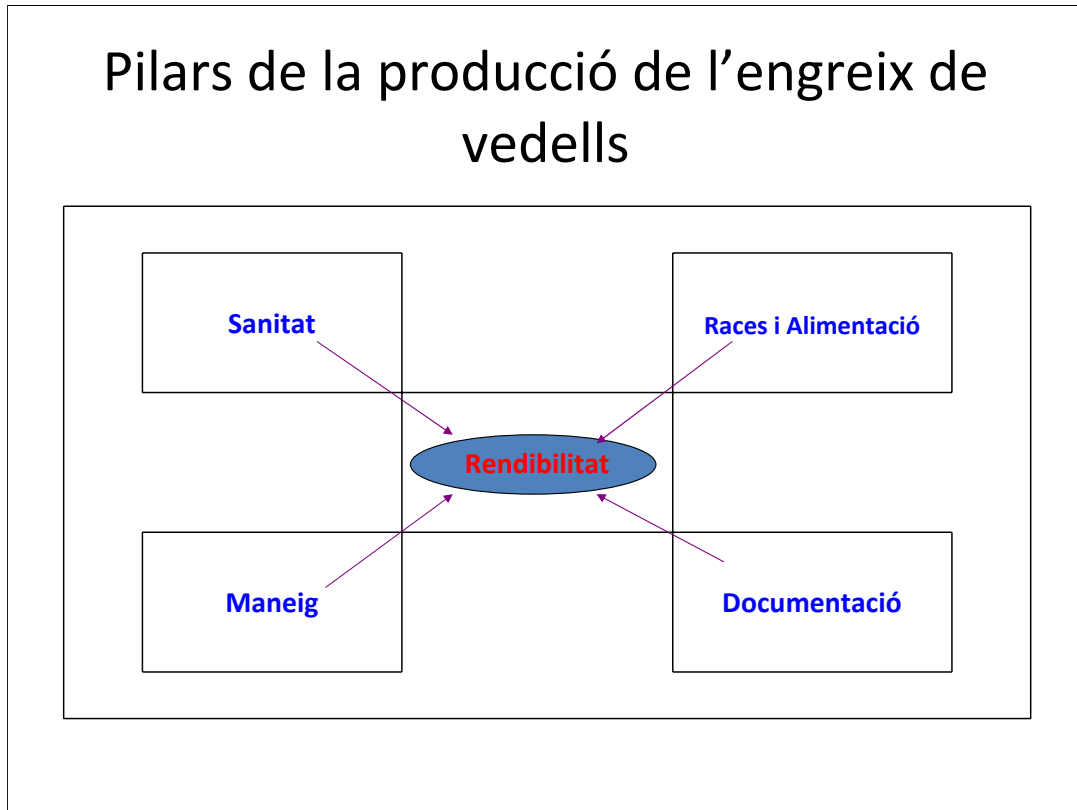 Pilars de la producció de l’engreix de
vedells
Sanitat
Races i Alimentació
Rendibilitat
Maneig
Documentació